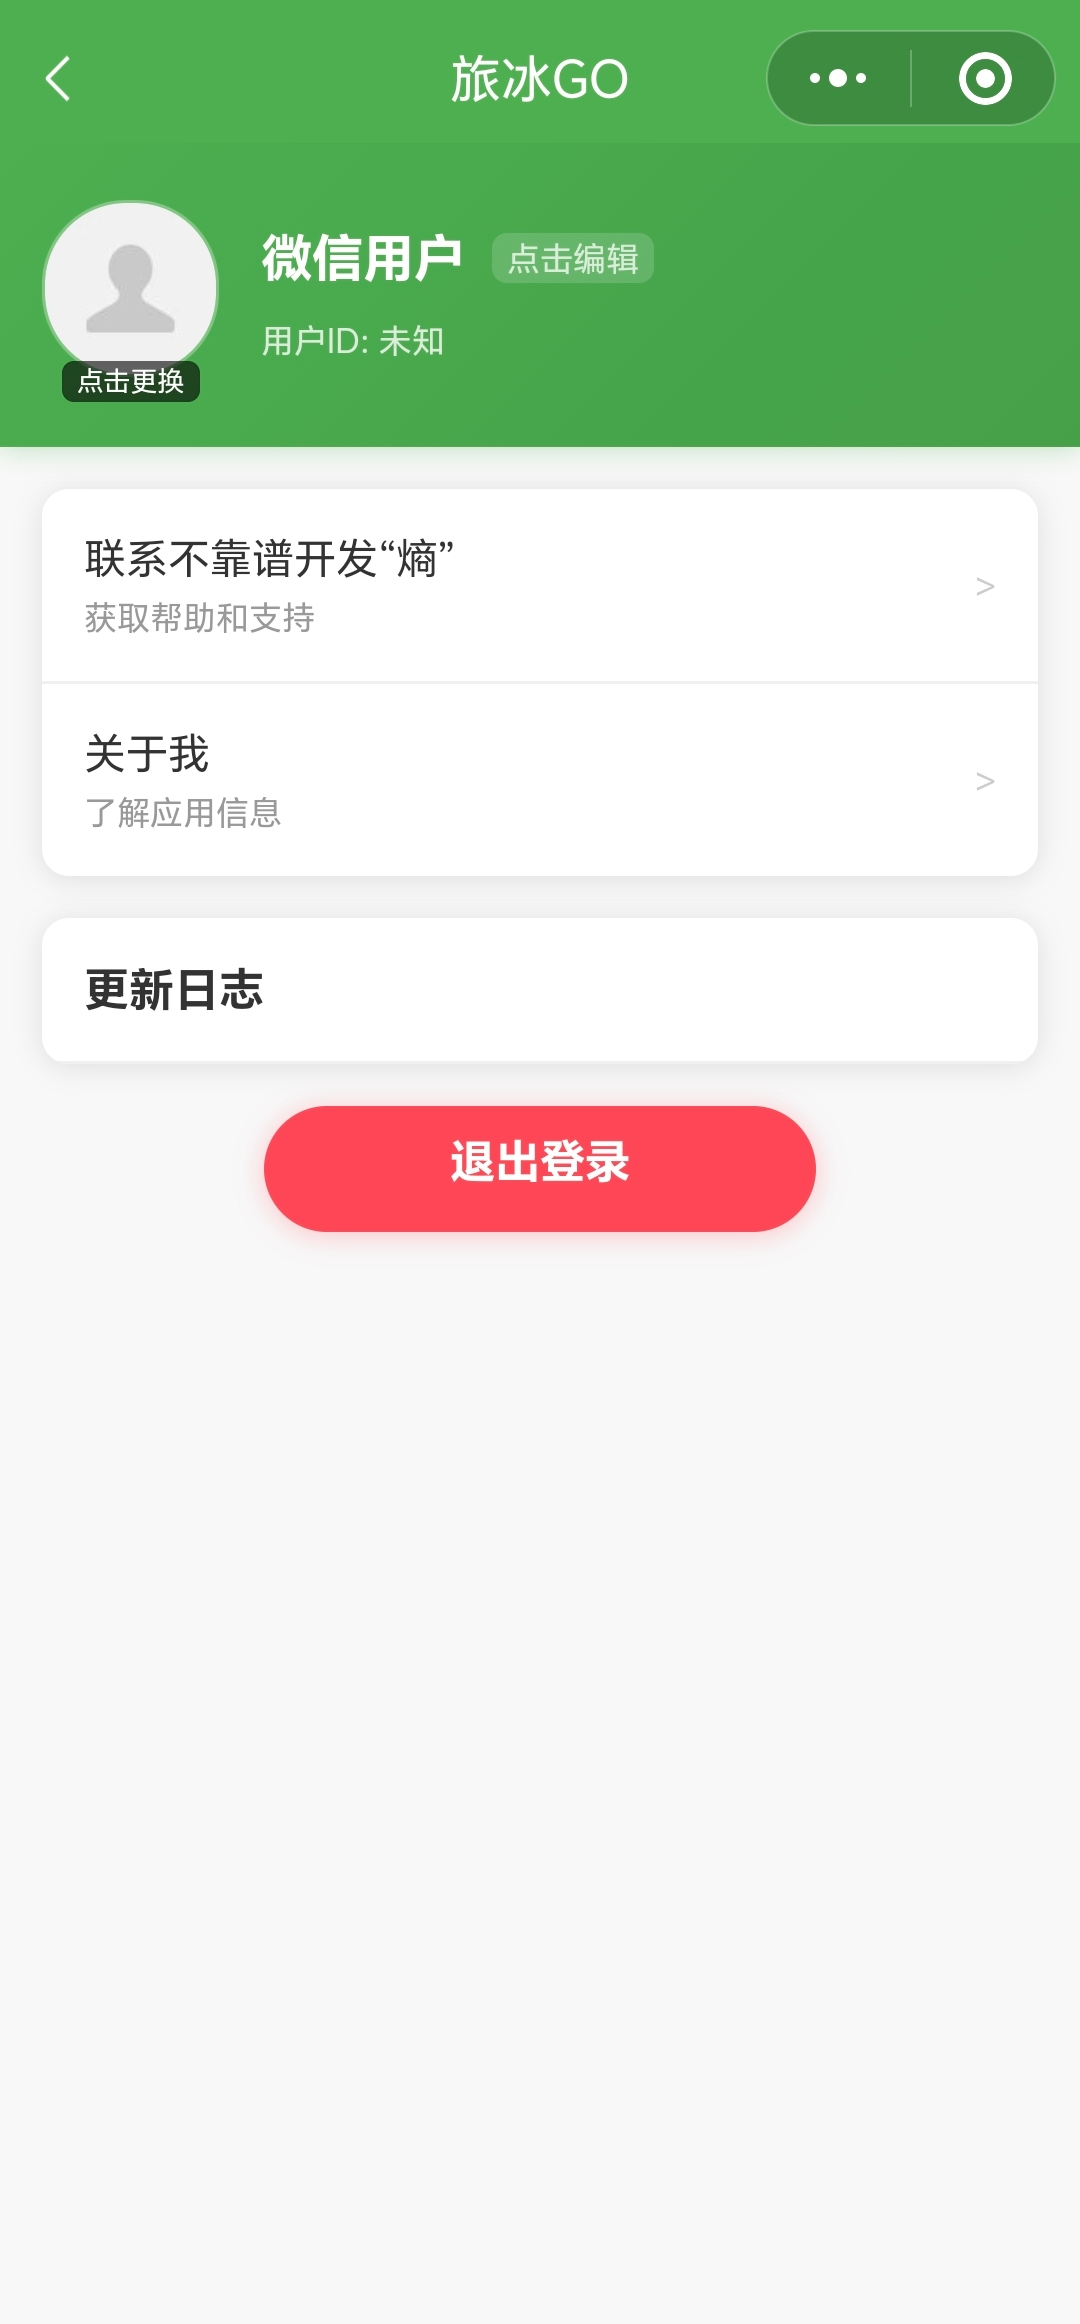 旅冰GO
微信用户 点击编辑
用户ID: 未知
点击更换
联系不靠谱开发“熵”
获取帮助和支持
>
关于我
了解应用信息
>
更新日志
退出登录